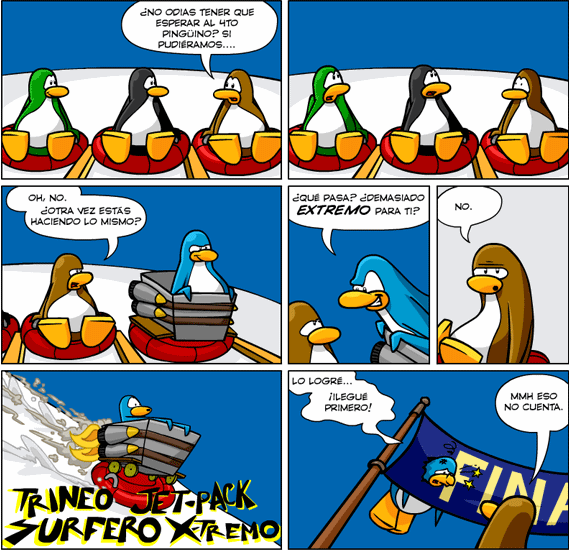 ¿NO ODIAS TENER QUE
ESPERAR AL 4TO
PINGÜINO? SI
PUDIÉRAMOS....
OH, NO.
¿OTRA VEZ ESTÁS
HACIENDO LO MISMO?
¿QUÉ PASA? ¿DEMASIADO
EXTREMO PARA TI?
NO.
TRINEO JET-PACK
SURFERO X-TREMO
LO LOGRÉ...
¡LLEGUÉ
PRIMERO!
MMH ESO
NO CUENTA.
FINA